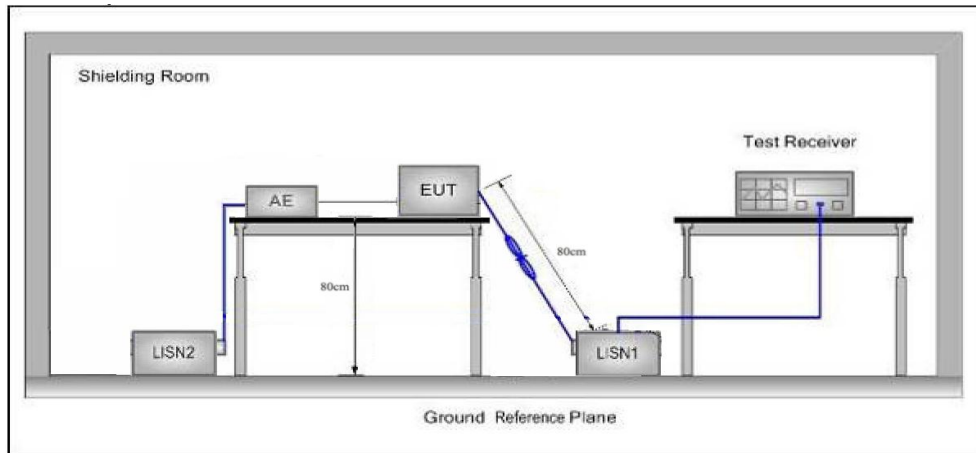 Shielding Room
Test Receiver
AE
EUT
80cm
80cm
LISN2
LISN1
Ground Reference Plane